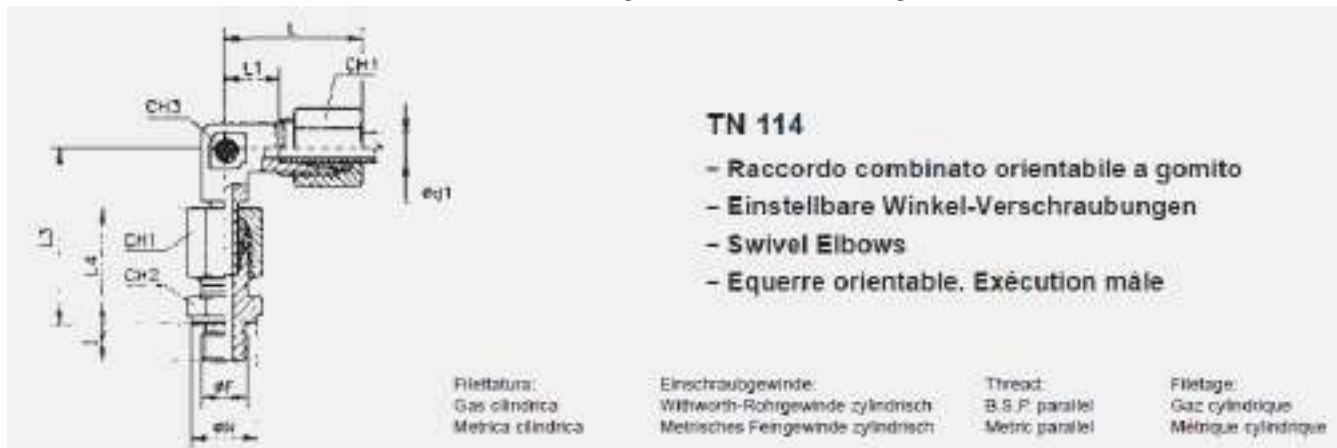 L
L1
CH1
CH3
ød1
L3
CH1
L4
CH2
øF
TN 114
– Raccordo combinato orientabile a gomito
– Einstellbare Winkel-Verschraubungen
– Swivel Elbows
– Equerre orientable. Exécution mâle
Filettatura:
Gas cilindrica
Metrica cilindrica
Einschraubgewinde:
Withworth-Rohrgewinde zylindrisch
Metrisches Feingewinde zylindrisch
Thread:
B.S.P. parallel
Metric parallel
Filetage:
Gaz cylindrique
Métrique cylindrique